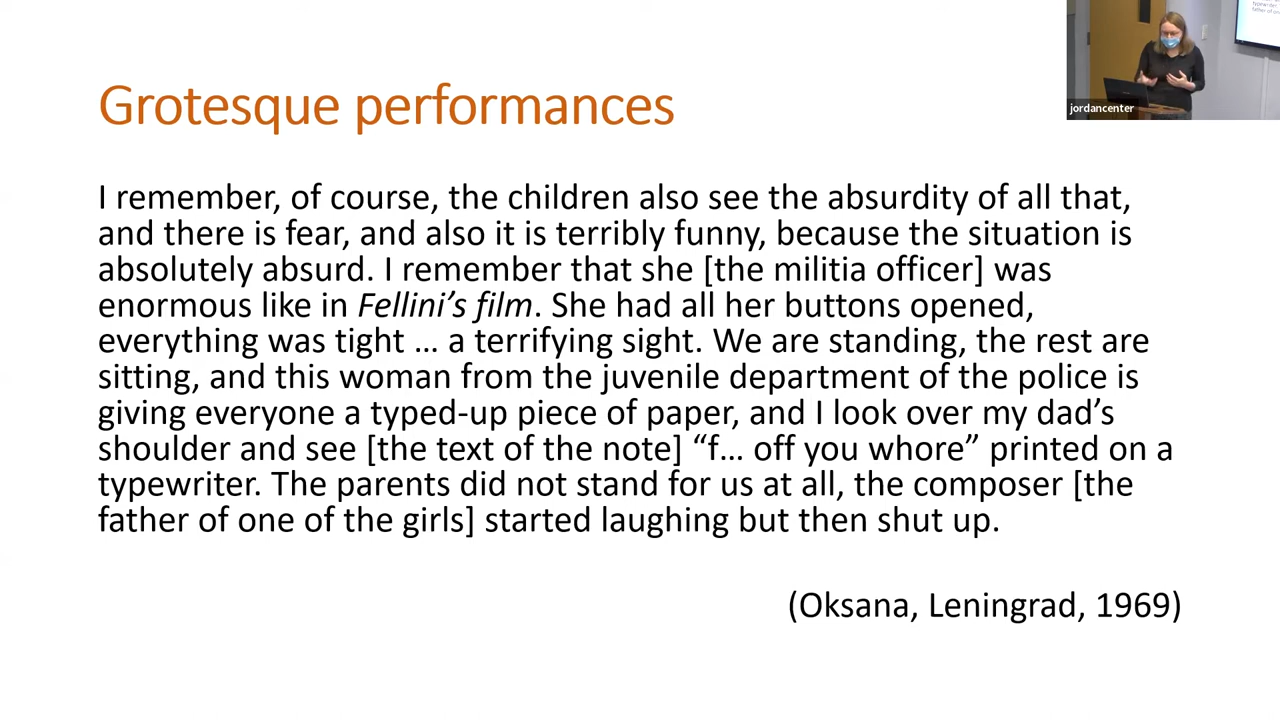 Grotesque performances
I remember, of course, the children also see the absurdity of all that,
and there is fear, and also it is terribly funny, because the situation is
absolutely absurd. I remember that she [the militia officer] was
enormous like in Fellini’s film. She had all her buttons opened,
everything was tight … a terrifying sight. We are standing, the rest are
sitting, and this woman from the juvenile department of the police is
giving everyone a typed-up piece of paper, and I look over my dad’s
shoulder and see [the text of the note] “f… off you whore” printed on a
typewriter. The parents did not stand for us at all, the composer [the
father of one of the girls] started laughing but then shut up.
(Oksana, Leningrad, 1969)
jordancenter